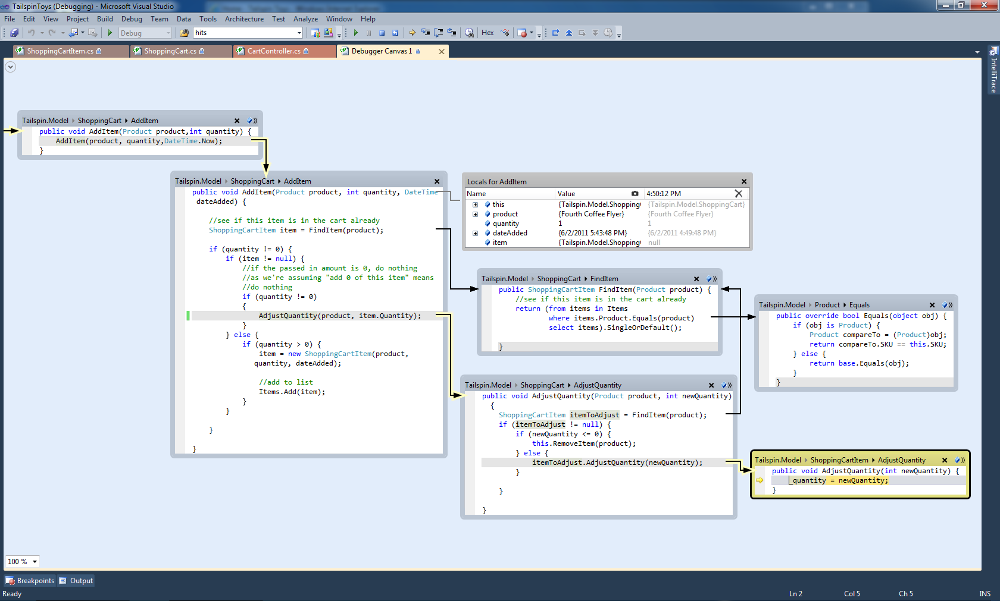 TailspinToys (Debugging) - Microsoft Visual Studio
File Edit View Project Build Debug Team Data Tools Architecture Test Analyze Window Help
Debug hits Hex
ShoppingCartItem.cs ShoppingCart.cs CartController.cs Debugger Canvas 1
IntelliTrace
Tailspin.Model ShoppingCart AddItem
public void AddItem(Product product,int quantity) {
AddItem(product, quantity,DateTime.Now);
}
Tailspin.Model ShoppingCart AddItem
public void AddItem(Product product, int quantity, DateTime
dateAdded) {
//see if this item is in the cart already
ShoppingCartItem item = FindItem(product);
if (quantity != 0) {
if (item != null) {
//if the passed in amount is 0, do nothing
//as we're assuming "add 0 of this item" means
//do nothing
if (quantity != 0)
{
AdjustQuantity(product, item.Quantity);
}
} else {
if (quantity > 0) {
item = new ShoppingCartItem(product,
quantity, dateAdded);
//add to list
Items.Add(item);
}
}
}
}
Locals for AddItem
Name Value 4:50:12 PM
this {Tailspin.Model.Shopping {Tailspin.Model.ShoppingCart}
product {Fourth Coffee Flyer} {Fourth Coffee Flyer}
quantity 1 1
dateAdded {6/2/2011 5:43:48 PM} {6/2/2011 4:49:48 PM}
item {Tailspin.Model.Shopping null
Tailspin.Model ShoppingCart FindItem
public ShoppingCartItem FindItem(Product product) {
//see if this item is in the cart already
return (from items in Items
where items.Product.Equals(product)
select items).SingleOrDefault();
}
Tailspin.Model Product Equals
public override bool Equals(object obj) {
if (obj is Product) {
Product compareTo = (Product)obj;
return compareTo.SKU == this.SKU;
} else {
return base.Equals(obj);
}
}
Tailspin.Model ShoppingCart AdjustQuantity
public void AdjustQuantity(Product product, int newQuantity)
{
ShoppingCartItem itemToAdjust = FindItem(product);
if (itemToAdjust != null) {
if (newQuantity <= 0) {
this.RemoveItem(product);
} else {
itemToAdjust.AdjustQuantity(newQuantity);
}
}
}
Tailspin.Model ShoppingCartItem AdjustQuantity
public void AdjustQuantity(int newQuantity) {
_quantity = newQuantity;
}
100 %
Breakpoints Output
Ready Ln 2 Col 5 Ch 5 INS